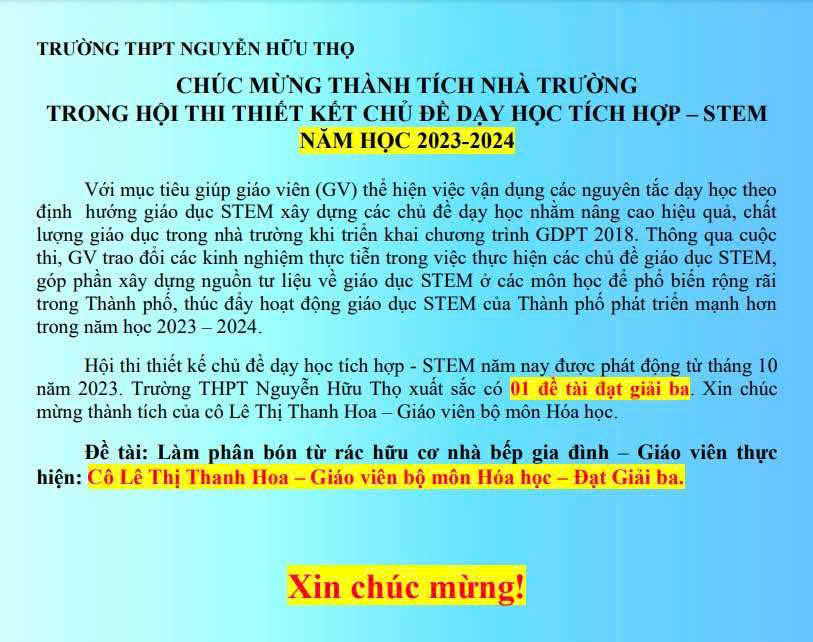 TRƯỜNG THPT NGUYỄN HỮU THỌ
CHÚC MỪNG THÀNH TÍCH NHÀ TRƯỜNG
TRONG HỘI THI THIẾT KẾT CHỦ ĐỀ DẠY HỌC TÍCH HỢP – STEM
NĂM HỌC 2023-2024
Với mục tiêu giúp giáo viên (GV) thể hiện việc vận dụng các nguyên tắc dạy học theo
định hướng giáo dục STEM xây dựng các chủ đề dạy học nhằm nâng cao hiệu quả, chất
lượng giáo dục trong nhà trường khi triển khai chương trình GDPT 2018. Thông qua cuộc
thi, GV trao đổi các kinh nghiệm thực tiễn trong việc thực hiện các chủ đề giáo dục STEM,
góp phần xây dựng nguồn tư liệu về giáo dục STEM ở các môn học để phổ biến rộng rãi
trong Thành phố, thúc đẩy hoạt động giáo dục STEM của Thành phố phát triển mạnh hơn
trong năm học 2023 – 2024.
Hội thi thiết kế chủ đề dạy học tích hợp - STEM năm nay được phát động từ tháng 10
năm 2023. Trường THPT Nguyễn Hữu Thọ xuất sắc có 01 đề tài đạt giải ba. Xin chúc
mừng thành tích của cô Lê Thị Thanh Hoa – Giáo viên bộ môn Hóa học.
Đề tài: Làm phân bón từ rác hữu cơ nhà bếp gia đình – Giáo viên thực
hiện: Cô Lê Thị Thanh Hoa – Giáo viên bộ môn Hóa học – Đạt Giải ba.
Xin chúc mừng!